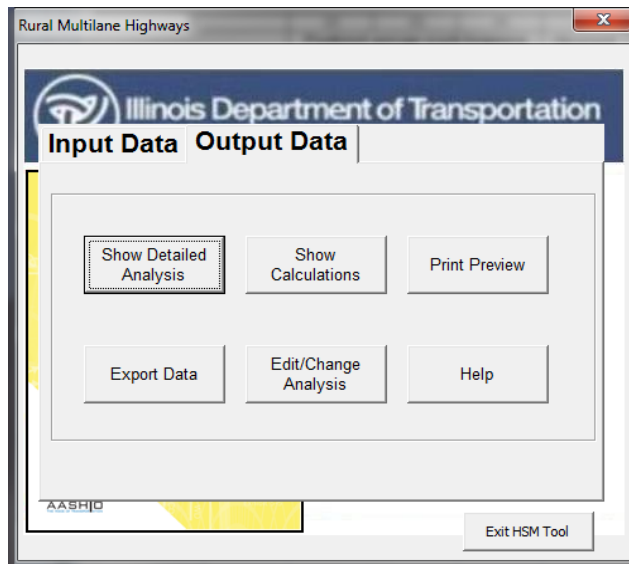 Rural Multilane Highways
x
Illinois Department of Transportation
Input Data
Output Data
Show Detailed
Analysis
Show
Calculations
Print Preview
Export Data
Edit/Change
Analysis
Help
AASHO
Exit HSM Tool